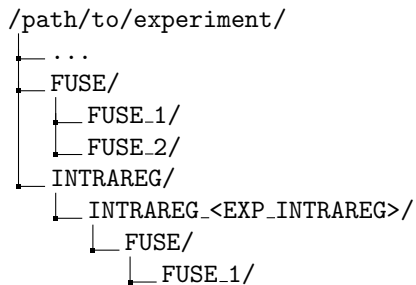 /path/to/experiment/
...
FUSE/
FUSE_1/
FUSE_2/
INTRAREG/
INTRAREG_<EXP_INTRAREG>/
FUSE/
FUSE_1/